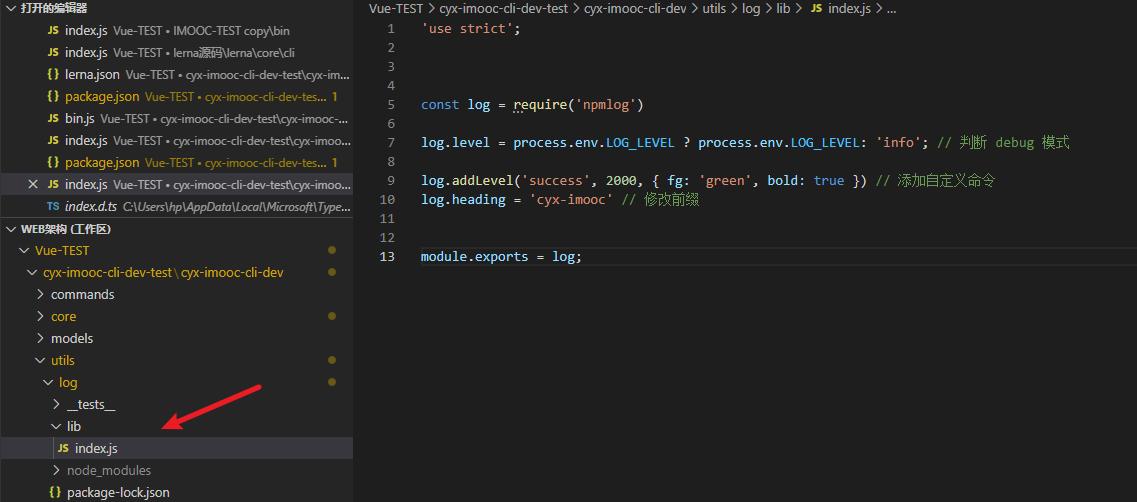 打开的编辑器
JS index.js Vue-TEST • IMOOC-TEST copy\bin
JS index.js Vue-TEST • lerna源码\lerna\core\cli
{} lerna.json Vue-TEST • cyx-imooc-cli-dev-test\cyx-im...
{} package.json Vue-TEST • cyx-imooc-cli-dev-tes... 1
JS bin.js Vue-TEST • cyx-imooc-cli-dev-test\cyx-imooc-...
JS index.js Vue-TEST • cyx-imooc-cli-dev-test\cyx-imoo...
{} package.json Vue-TEST • cyx-imooc-cli-dev-tes... 1
JS index.js Vue-TEST • cyx-imooc-cli-dev-test\cyx-imoo...
TS index.d.ts C:\Users\hp\AppData\Local\Microsoft\Type...
WEB架构 (工作区)
Vue-TEST
cyx-imooc-cli-dev-test\cyx-imooc-cli-dev
commands
core
models
utils
log
__tests__
lib
JS index.js
node_modules
{} package-lock.json
Vue-TEST > cyx-imooc-cli-dev-test > cyx-imooc-cli-dev > utils > log > lib > JS index.js > ...
1 'use strict';
2
3
4
5 const log = require('npmlog')
6
7 log.level = process.env.LOG_LEVEL ? process.env.LOG_LEVEL: 'info'; // 判断 debug 模式
8
9 log.addLevel('success', 2000, { fg: 'green', bold: true }) // 添加自定义命令
10 log.heading = 'cyx-imooc' // 修改前缀
11
12
13 module.exports = log;